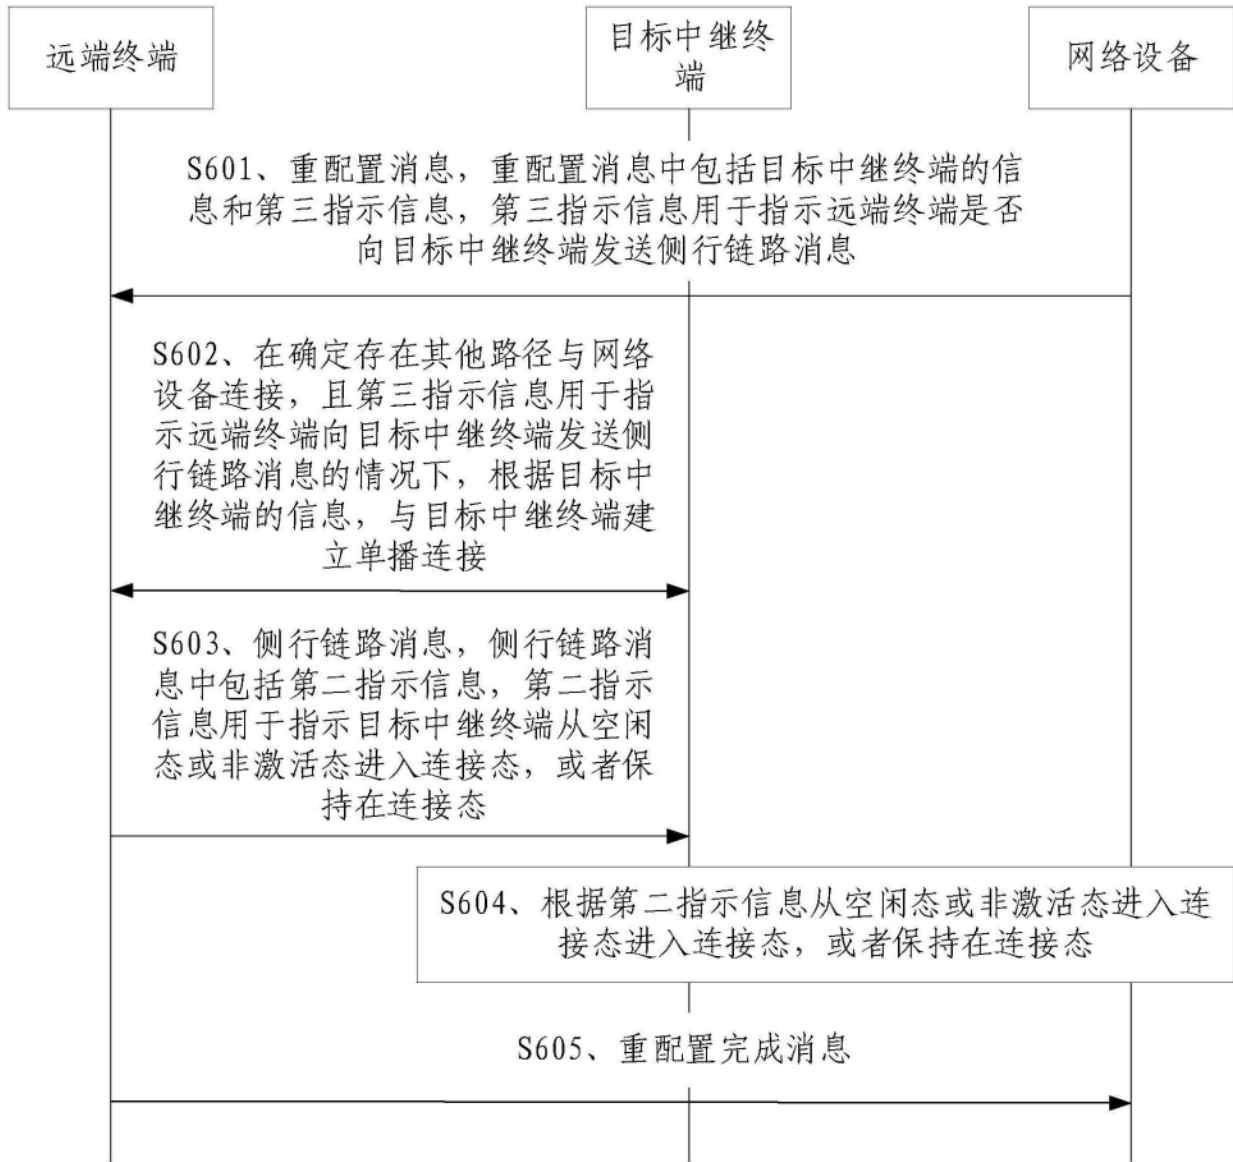 远端终端
目标中继终
端
网络设备
S601、重配置消息，重配置消息中包括目标中继终端的信
息和第三指示信息，第三指示信息用于指示远端终端是否
向目标中继终端发送侧行链路消息
S602、在确定存在其他路径与网络
设备连接，且第三指示信息用于指
示远端终端向目标中继终端发送侧
行链路消息的情况下，根据目标中
继终端的信息，与目标中继终端建
立单播连接
S603、侧行链路消息，侧行链路消
息中包括第二指示信息，第二指示
信息用于指示目标中继终端从空闲
态或非激活态进入连接态，或者保
持在连接态
S604、根据第二指示信息从空闲态或非激活态进入连
接态进入连接态，或者保持在连接态
S605、重配置完成消息